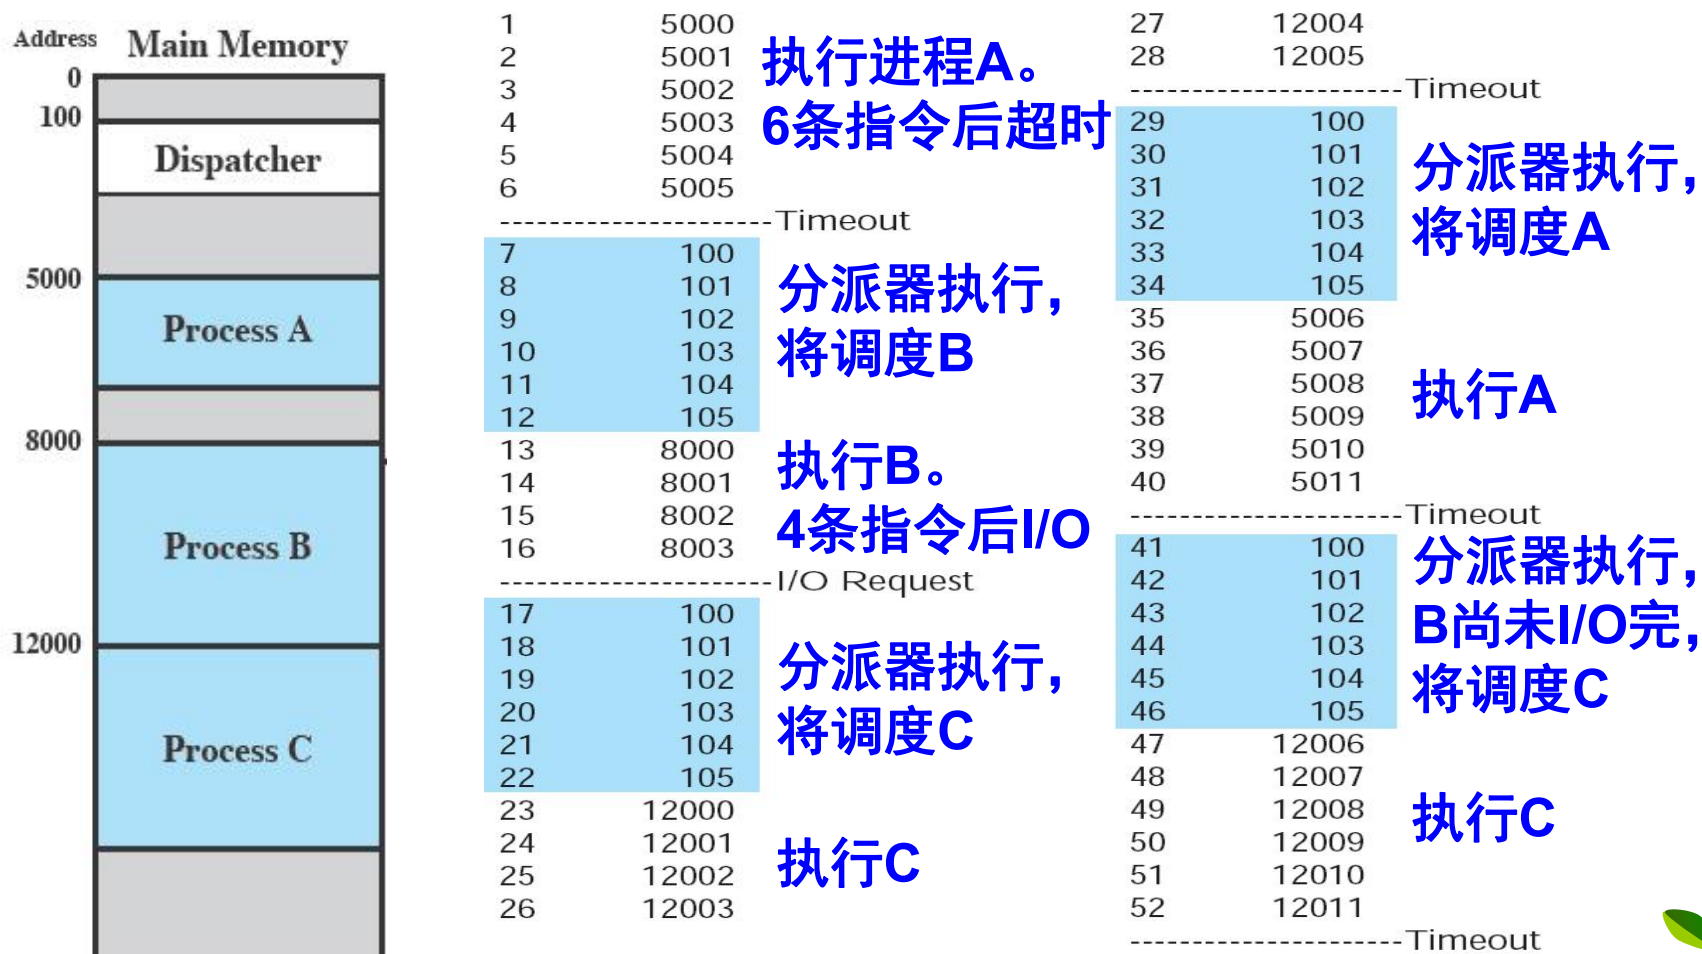 Address Main Memory
0
100
Dispatcher
5000
Process A
8000
Process B
12000
Process C
1 5000
2 5001
3 5002
4 5003
5 5004
6 5005
执行进程A。
6条指令后超时
----------------------Timeout
7 100
8 101
9 102
10 103
11 104
12 105
分派器执行，
将调度B
13 8000
14 8001
15 8002
16 8003
执行B。
4条指令后I/O
----------------------I/O Request
17 100
18 101
19 102
20 103
21 104
22 105
分派器执行，
将调度C
23 12000
24 12001
25 12002
26 12003
执行C
27 12004
28 12005
----------------------Timeout
29 100
30 101
31 102
32 103
33 104
34 105
分派器执行，
将调度A
35 5006
36 5007
37 5008
38 5009
39 5010
40 5011
执行A
----------------------Timeout
41 100
42 101
43 102
44 103
45 104
46 105
分派器执行，
B尚未I/O完，
将调度C
47 12006
48 12007
49 12008
50 12009
51 12010
52 12011
执行C
----------------------Timeout